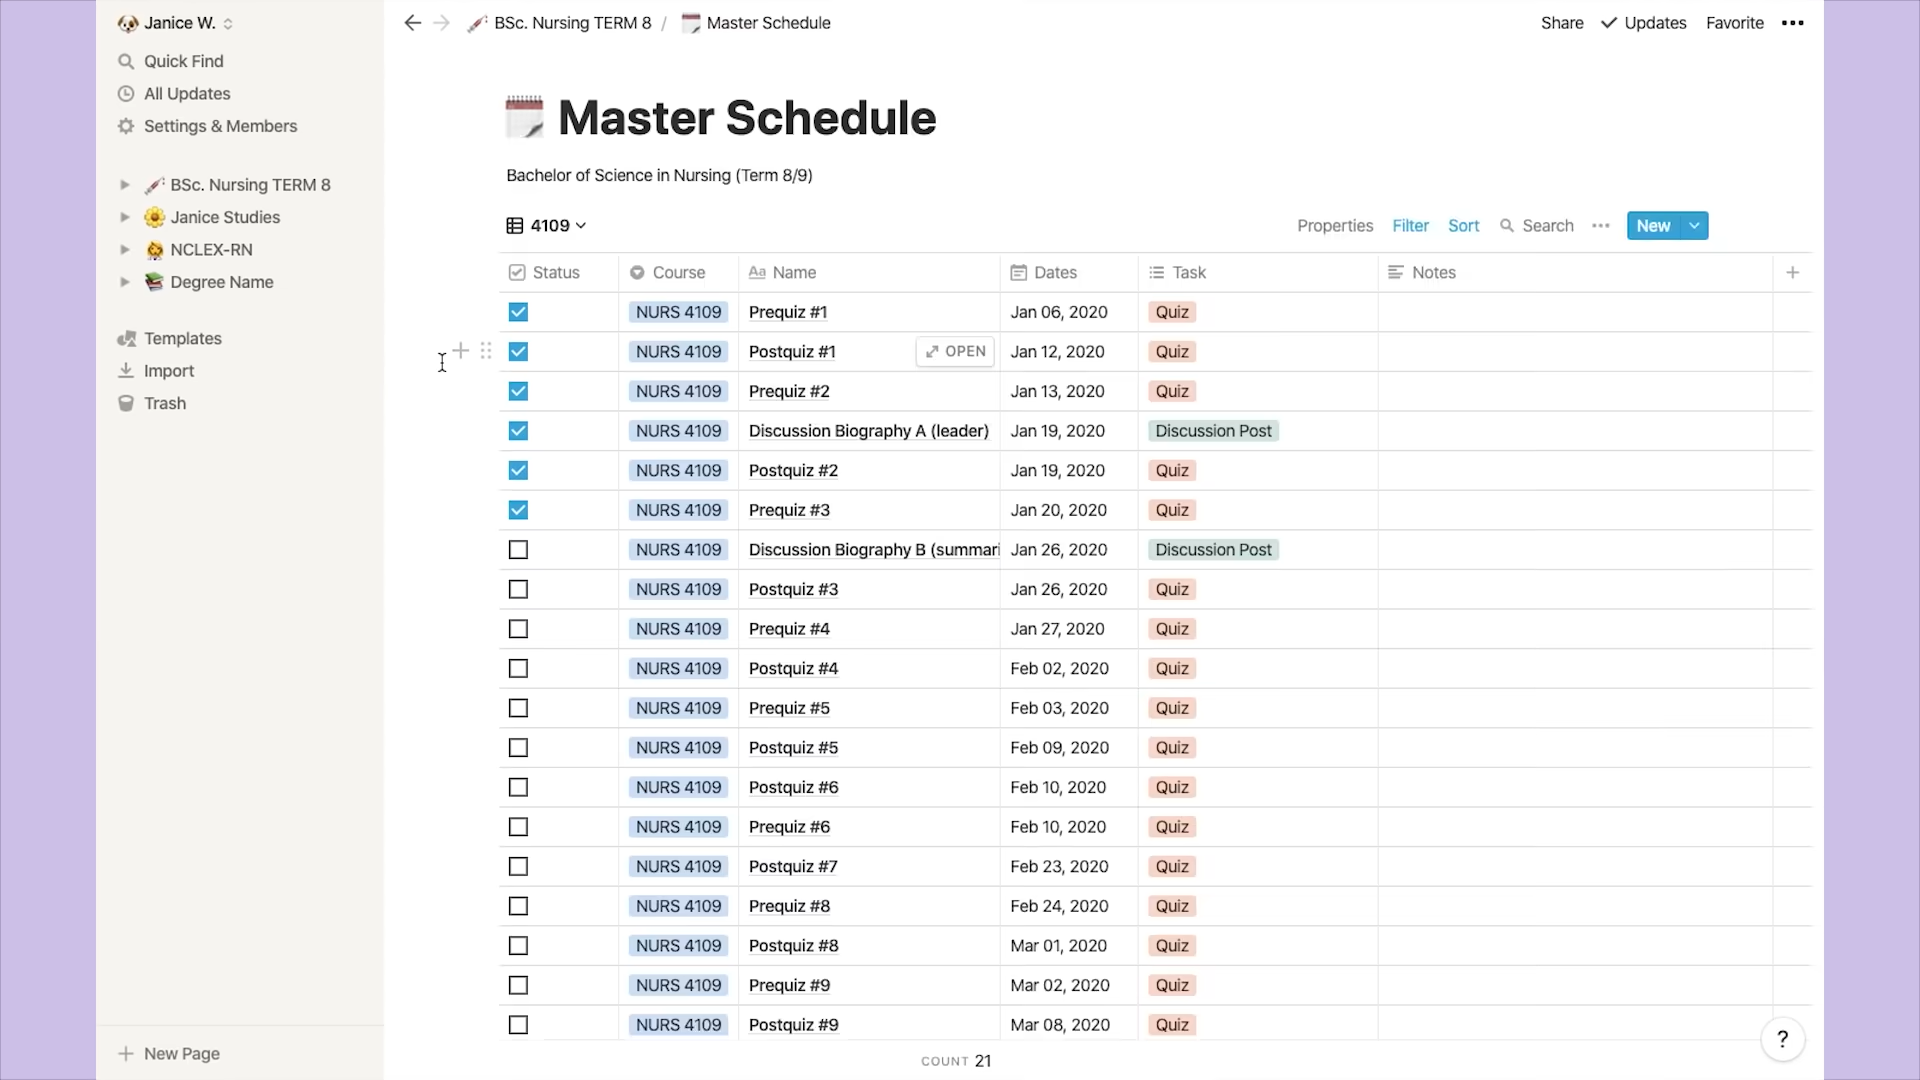 Janice W.
Quick Find
All Updates
Settings & Members
BSc. Nursing TERM 8
Janice Studies
NCLEX-RN
Degree Name
Templates
Import
Trash
New Page
BSc. Nursing TERM 8 / Master Schedule
Share Updates Favorite
Master Schedule
Bachelor of Science in Nursing (Term 8/9)
4109 Properties Filter Sort Search New
Status Course Aa Name Dates Task Notes
NURS 4109 Prequiz #1 Jan 06, 2020 Quiz
NURS 4109 Postquiz #1 OPEN Jan 12, 2020 Quiz
NURS 4109 Prequiz #2 Jan 13, 2020 Quiz
NURS 4109 Discussion Biography A (leader) Jan 19, 2020 Discussion Post
NURS 4109 Postquiz #2 Jan 19, 2020 Quiz
NURS 4109 Prequiz #3 Jan 20, 2020 Quiz
NURS 4109 Discussion Biography B (summari Jan 26, 2020 Discussion Post
NURS 4109 Postquiz #3 Jan 26, 2020 Quiz
NURS 4109 Prequiz #4 Jan 27, 2020 Quiz
NURS 4109 Postquiz #4 Feb 02, 2020 Quiz
NURS 4109 Prequiz #5 Feb 03, 2020 Quiz
NURS 4109 Postquiz #5 Feb 09, 2020 Quiz
NURS 4109 Postquiz #6 Feb 10, 2020 Quiz
NURS 4109 Prequiz #6 Feb 10, 2020 Quiz
NURS 4109 Postquiz #7 Feb 23, 2020 Quiz
NURS 4109 Prequiz #8 Feb 24, 2020 Quiz
NURS 4109 Postquiz #8 Mar 01, 2020 Quiz
NURS 4109 Prequiz #9 Mar 02, 2020 Quiz
NURS 4109 Postquiz #9 Mar 08, 2020 Quiz
COUNT 21
?